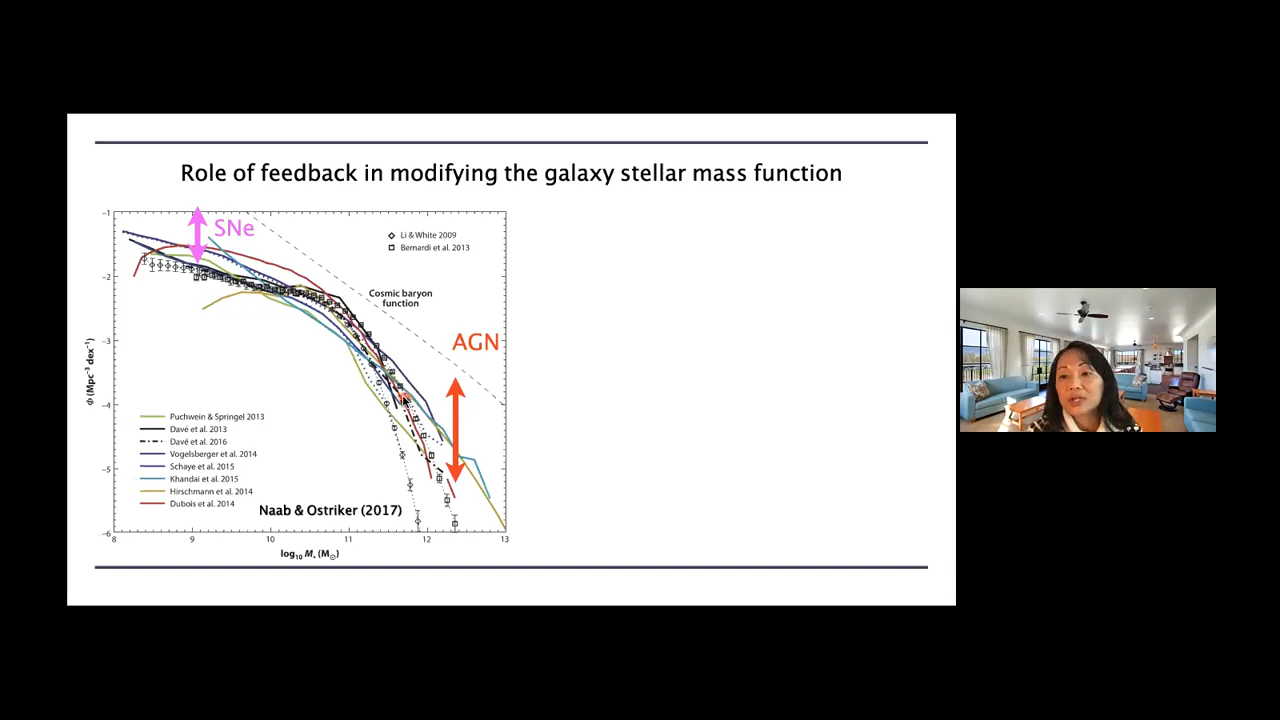 Role of feedback in modifying the galaxy stellar mass function
SNe
Li & White 2009
Bernardi et al. 2013
Cosmic baryon
function
AGN
Puchwein & Springel 2013
Davé et al. 2013
Davé et al. 2016
Vogelsberger et al. 2014
Schaye et al. 2015
Khandai et al. 2015
Hirschmann et al. 2014
Dubois et al. 2014
Naab & Ostriker (2017)
Φ (Mpc⁻³ dex⁻¹)
−1
−2
−3
−4
−5
−6
8 9 10 11 12 13
log₁₀ M⋆ (M☉)